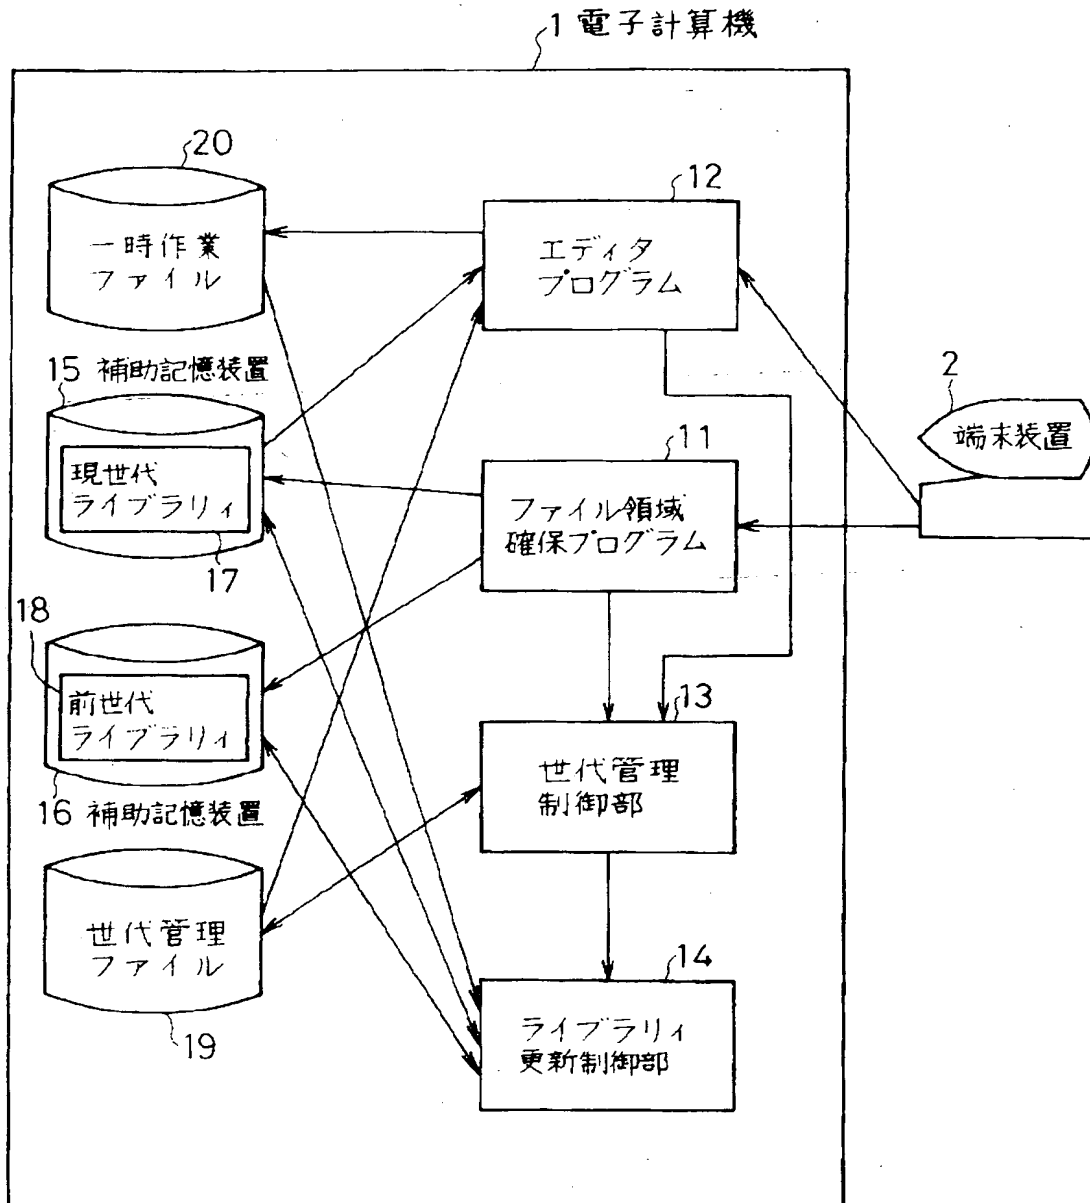 1 電子計算機
20
一時作業
ファイル
12
エディタ
プログラム
15 補助記憶装置
現世代
ライブラリィ
17
11
ファイル領域
確保プログラム
2
端末装置
18
前世代
ライブラリィ
16 補助記憶装置
13
世代管理
制御部
世代管理
ファイル
19
14
ライブラリィ
更新制御部